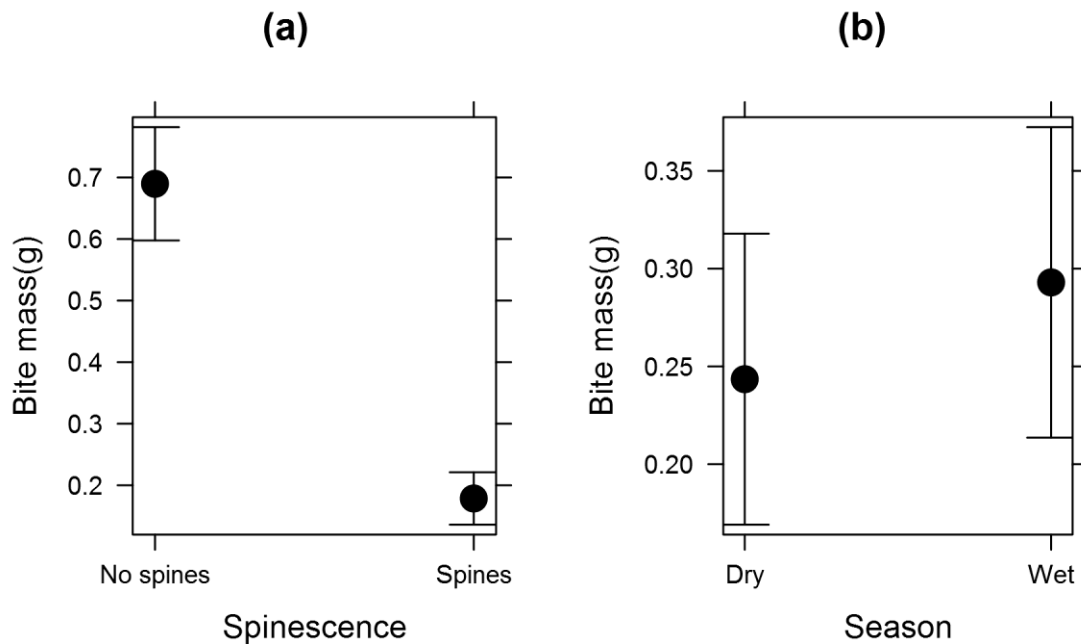 (a)
Bite mass(g)
0.7
0.6
0.5
0.4
0.3
0.2
No spines
Spines
Spinescence
(b)
Bite mass(g)
0.35
0.30
0.25
0.20
Dry
Wet
Season